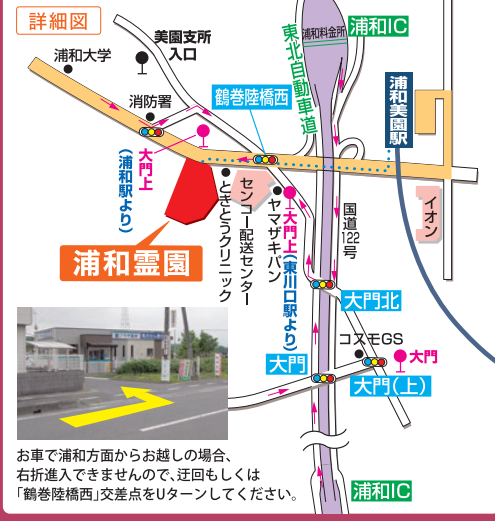 詳細図
美園支所
入口
浦和大学
消防署
鶴巻陸橋西
東北自動車道
浦和料金所
浦和IC
浦和美園駅
イオン
大門上
(浦和駅より)
浦和霊園
ときとうクリニック
センコー配送センター
ヤマザキパン
大門上(東川口駅より)
国道122号
大門北
コスモGS
大門
大門
大門(上)
浦和IC
お車で浦和方面からお越しの場合、
右折進入できませんので、迂回もしくは
「鶴巻陸橋西」交差点をUターンしてください。